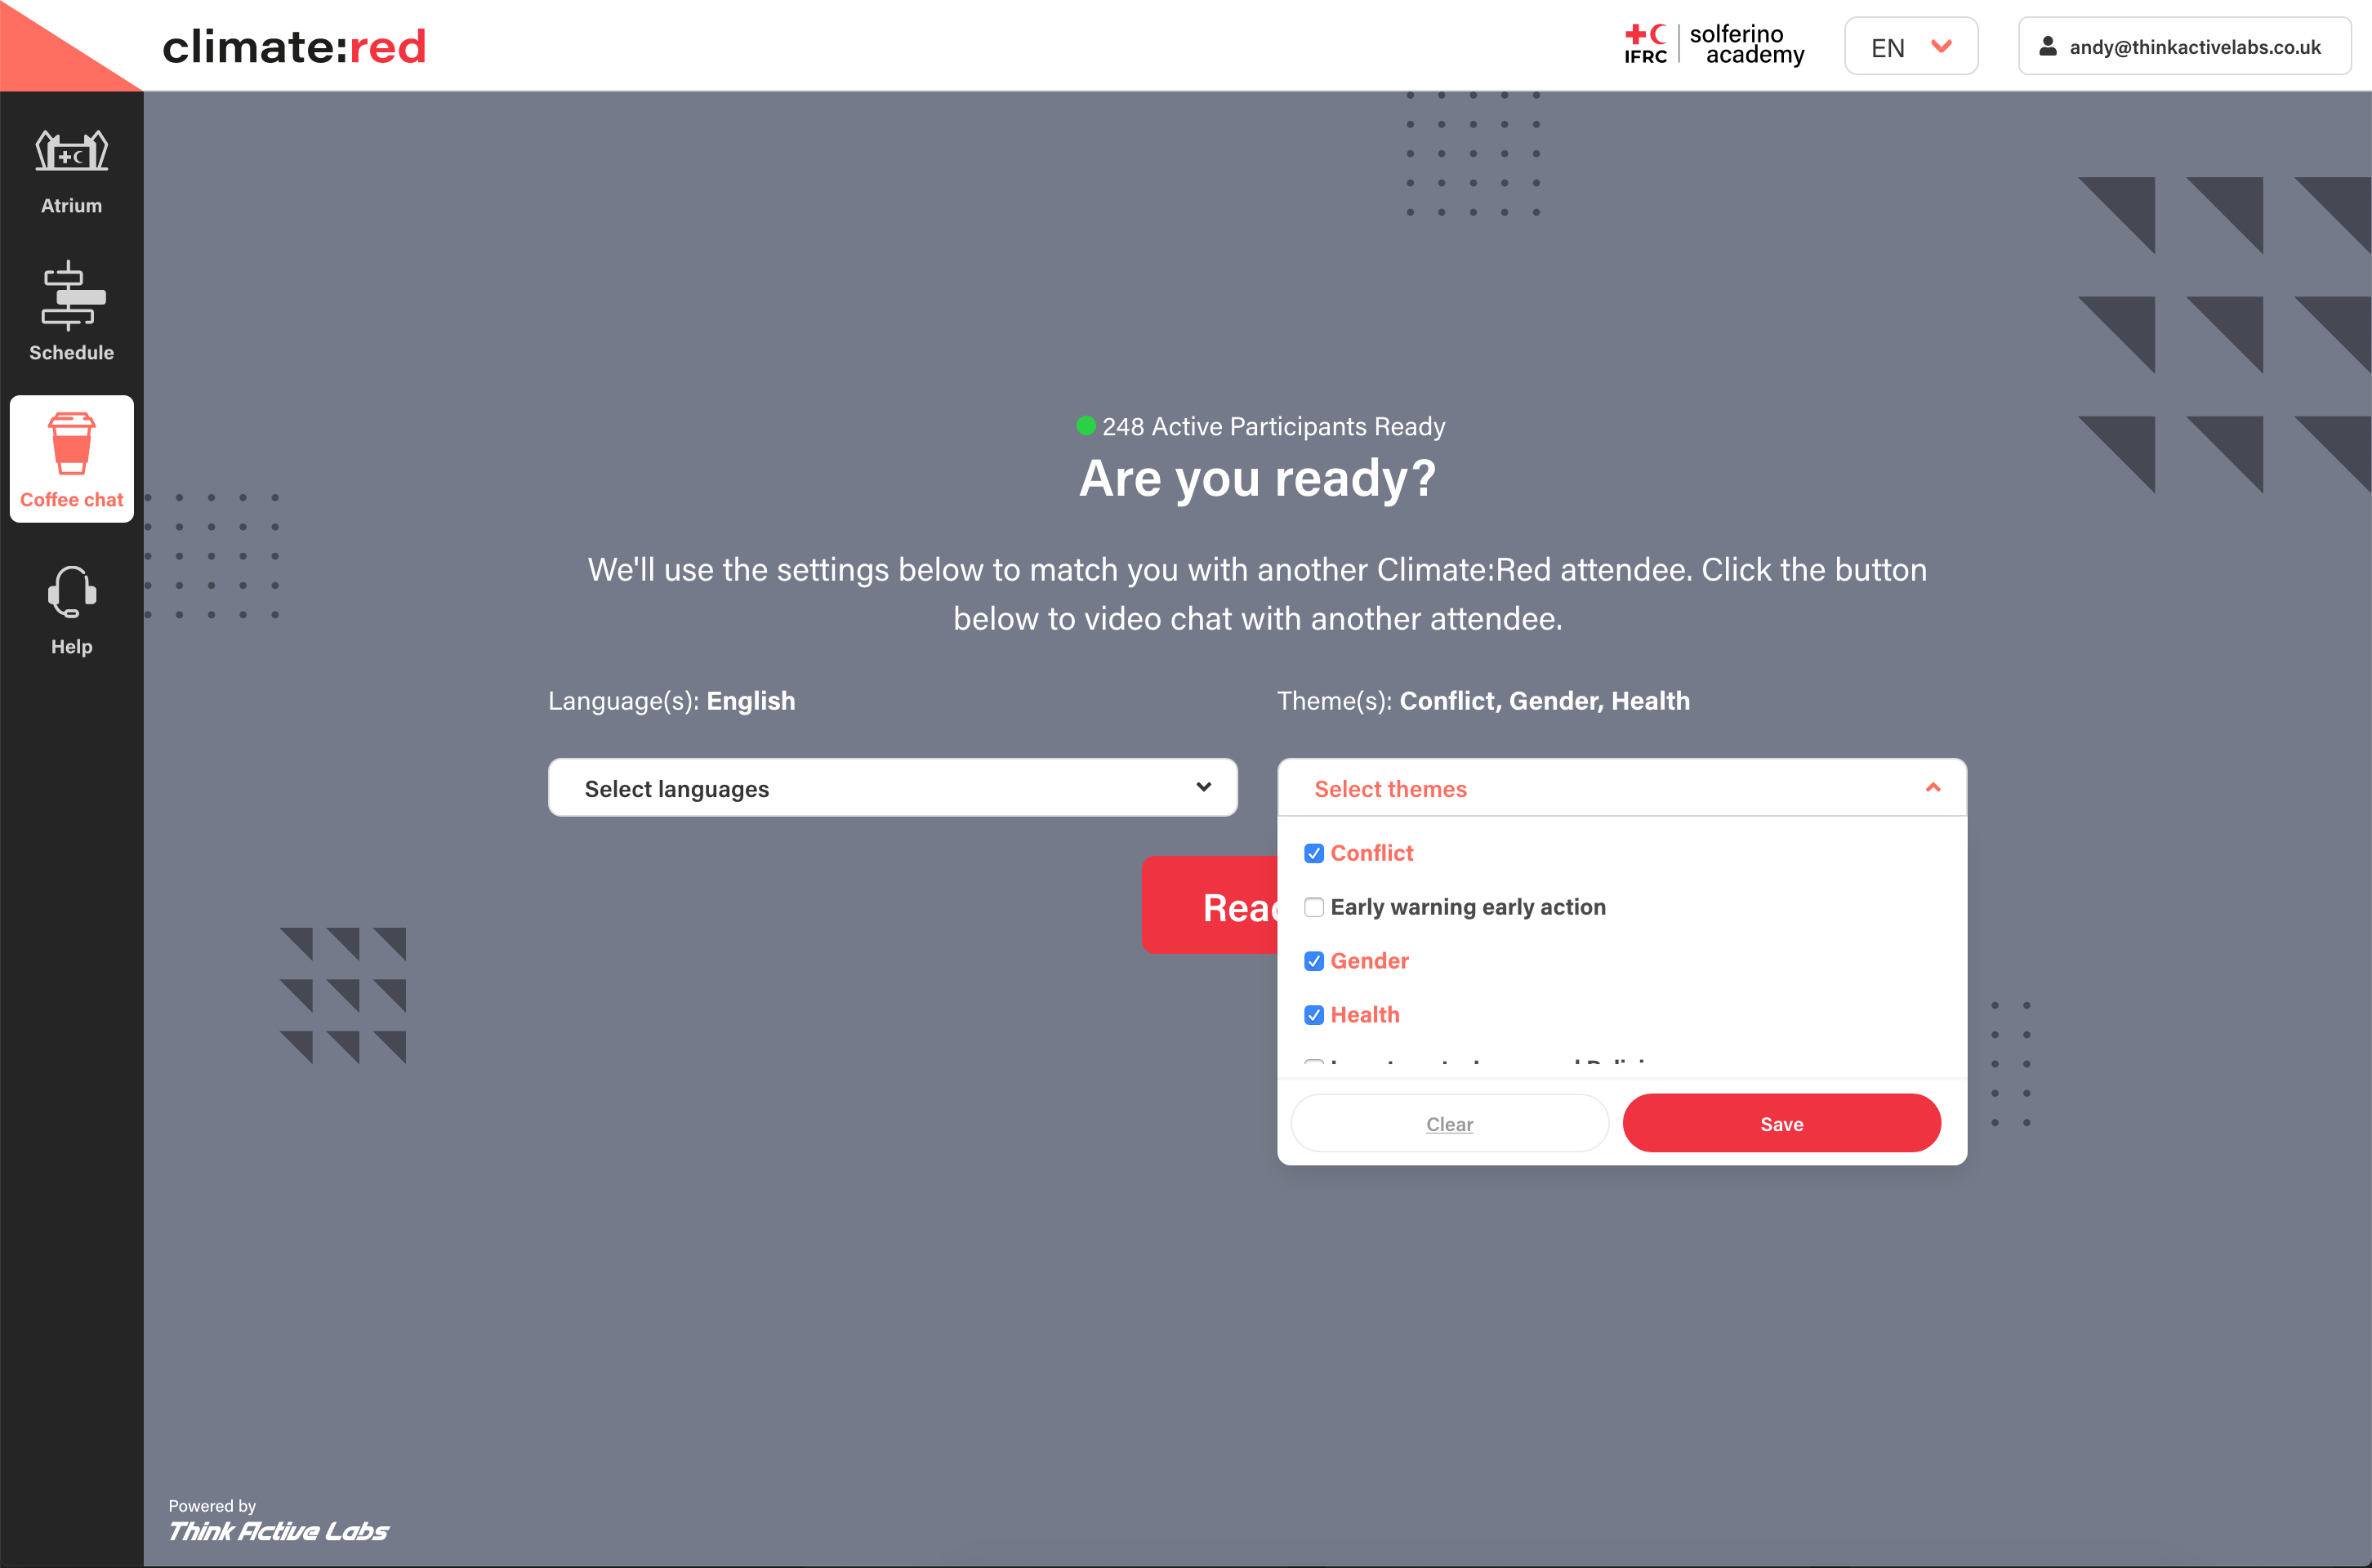 climate:red
IFRC
solferino
academy
EN
andy@thinkactivelabs.co.uk
Atrium
Schedule
Coffee chat
Help
248 Active Participants Ready
Are you ready?
We'll use the settings below to match you with another Climate:Red attendee. Click the button
below to video chat with another attendee.
Language(s): English
Theme(s): Conflict, Gender, Health
Select languages
Select themes
Conflict
Early warning early action
Gender
Health
Clear
Save
Powered by
Think Active Labs